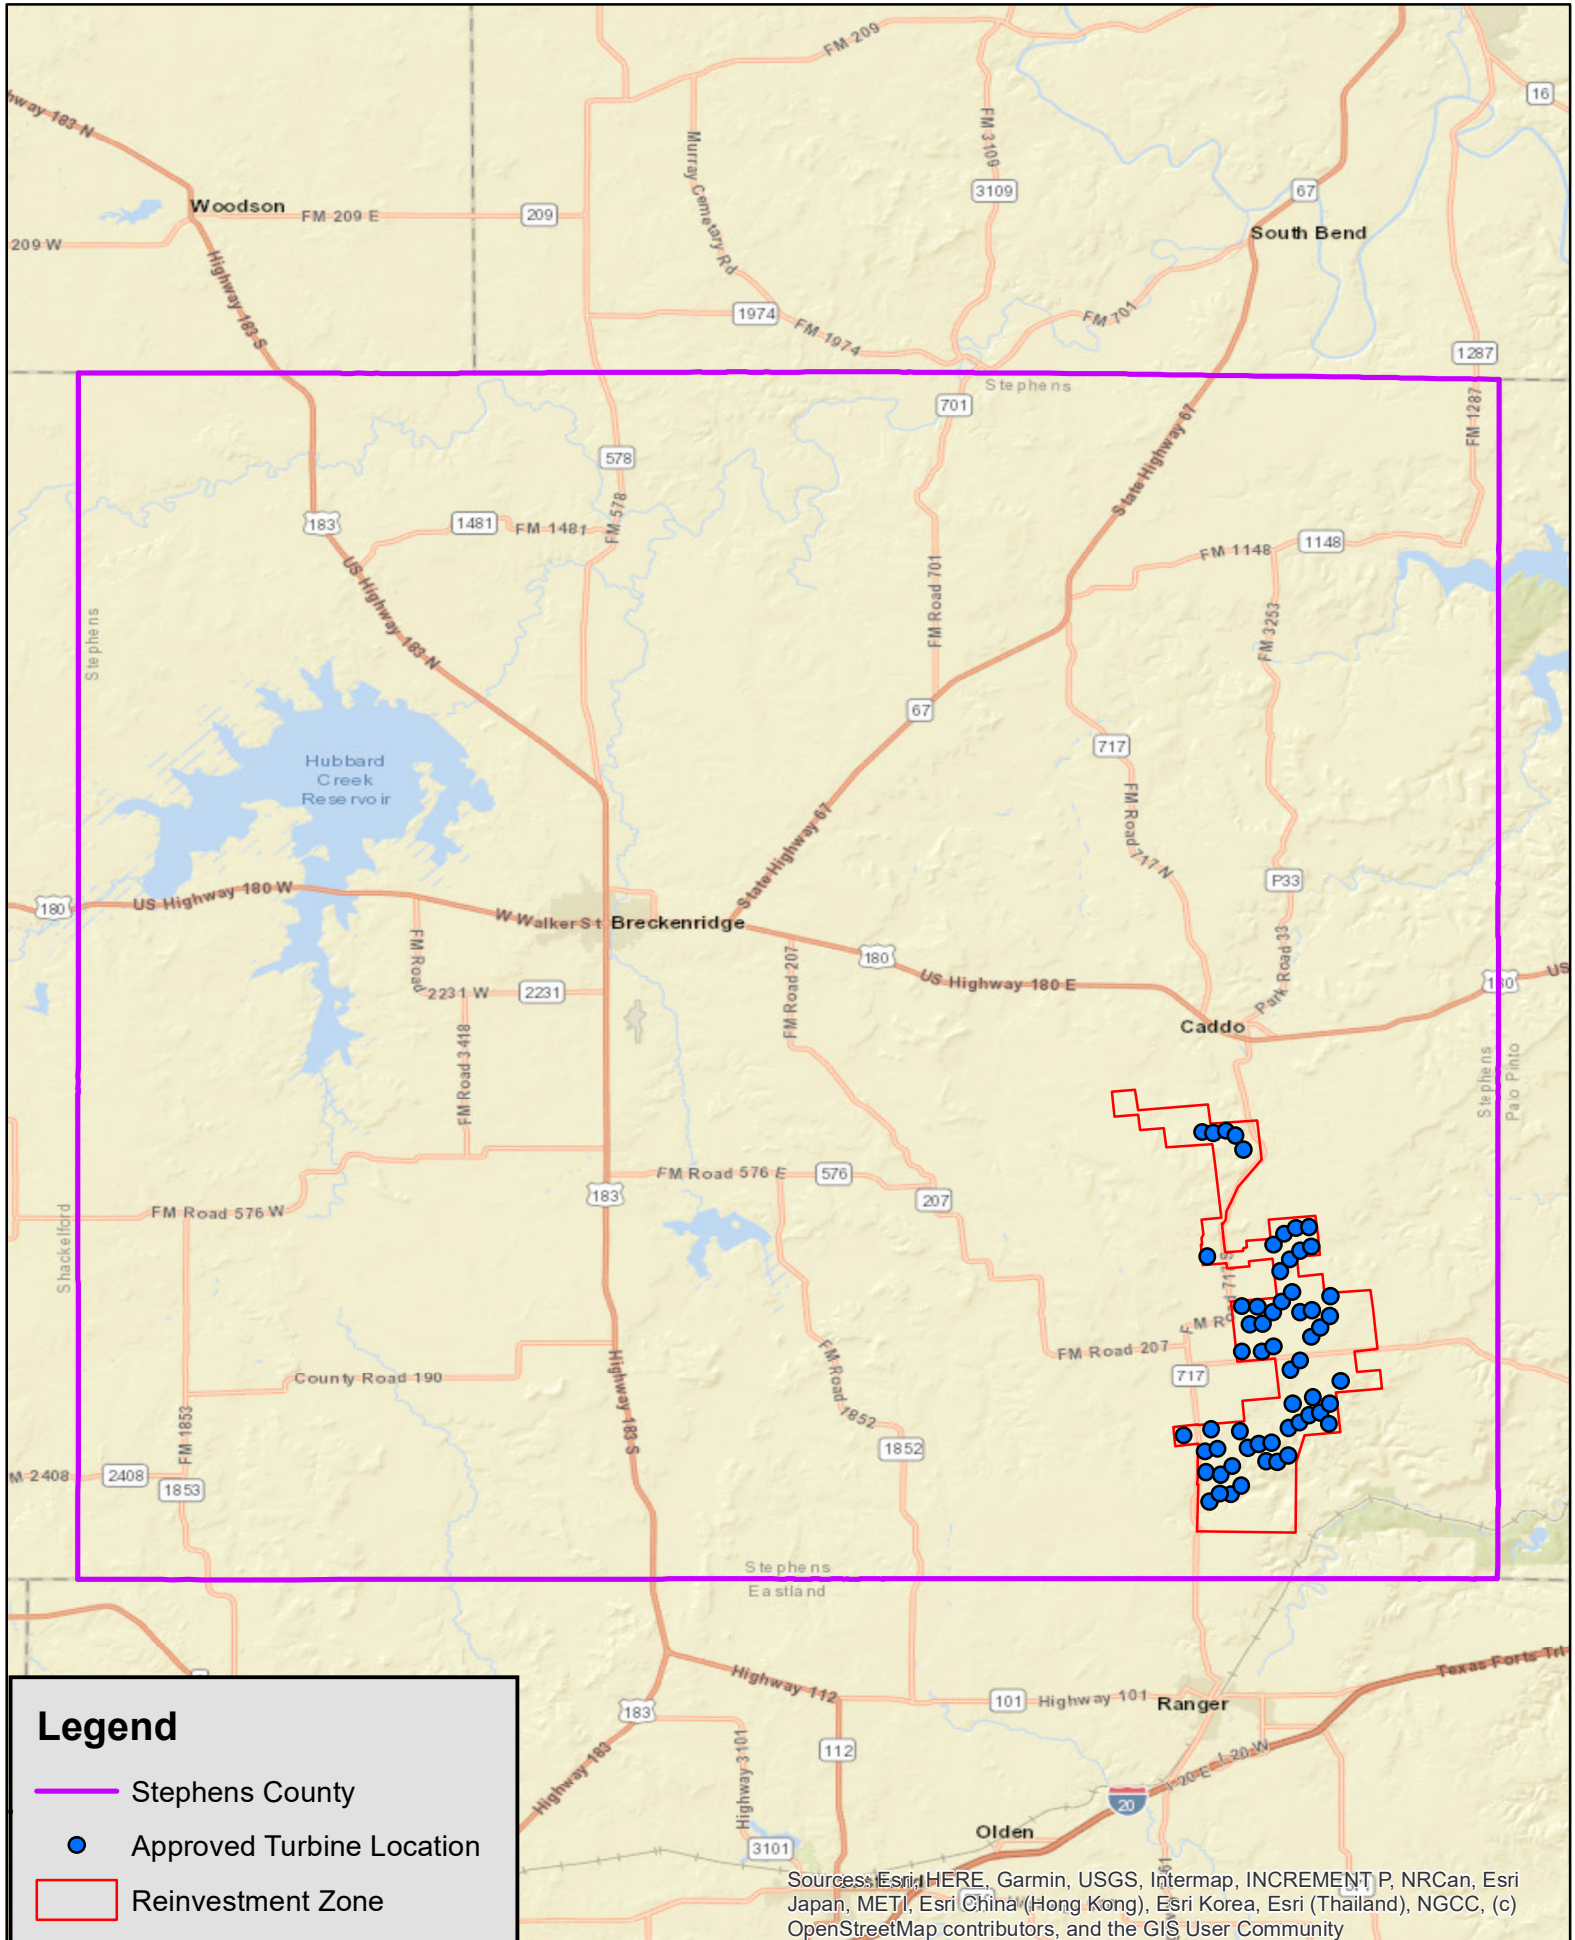 FM 209
16
hway 183 N
FM 3109
Murray Cemetary Rd
3109
67
Woodson
FM 209 E
209
South Bend
209 W
Highway 183 S
1974
FM 1974
FM 701
1287
Stephens
701
FM 1287
578
State Highway 67
183
1481
FM 1481
FM 578
FM 1148
1148
US Highway 183 N
FM Road 701
FM 3253
Stephens
67
717
Hubbard
Creek
Reservoir
FM Road 717 N
State Highway 67
P33
180
US Highway 180 W
W Walker St
Breckenridge
FM Road
2231 W
2231
FM Road 207
180
US Highway 180 E
Park Road 33
180
US
Caddo
FM Road 3418
Stephens
Palo Pinto
FM Road 576 E
576
183
207
FM Road 576 W
Shackelford
FM Road 207
717
County Road 190
Highway 183 S
FM Road 1852
FM 1853
1852
M 2408
2408
1853
Stephens
Eastland
Highway 112
Texas Forts Trl
183
101
Highway 101
Ranger
Highway 183
Highway 3101
112
I 20 W
I 20 E
20
Olden
3101
Legend
Stephens County
Approved Turbine Location
Reinvestment Zone
Sources: Esri, HERE, Garmin, USGS, Intermap, INCREMENT P, NRCan, Esri
Japan, METI, Esri China (Hong Kong), Esri Korea, Esri (Thailand), NGCC, (c)
OpenStreetMap contributors, and the GIS User Community